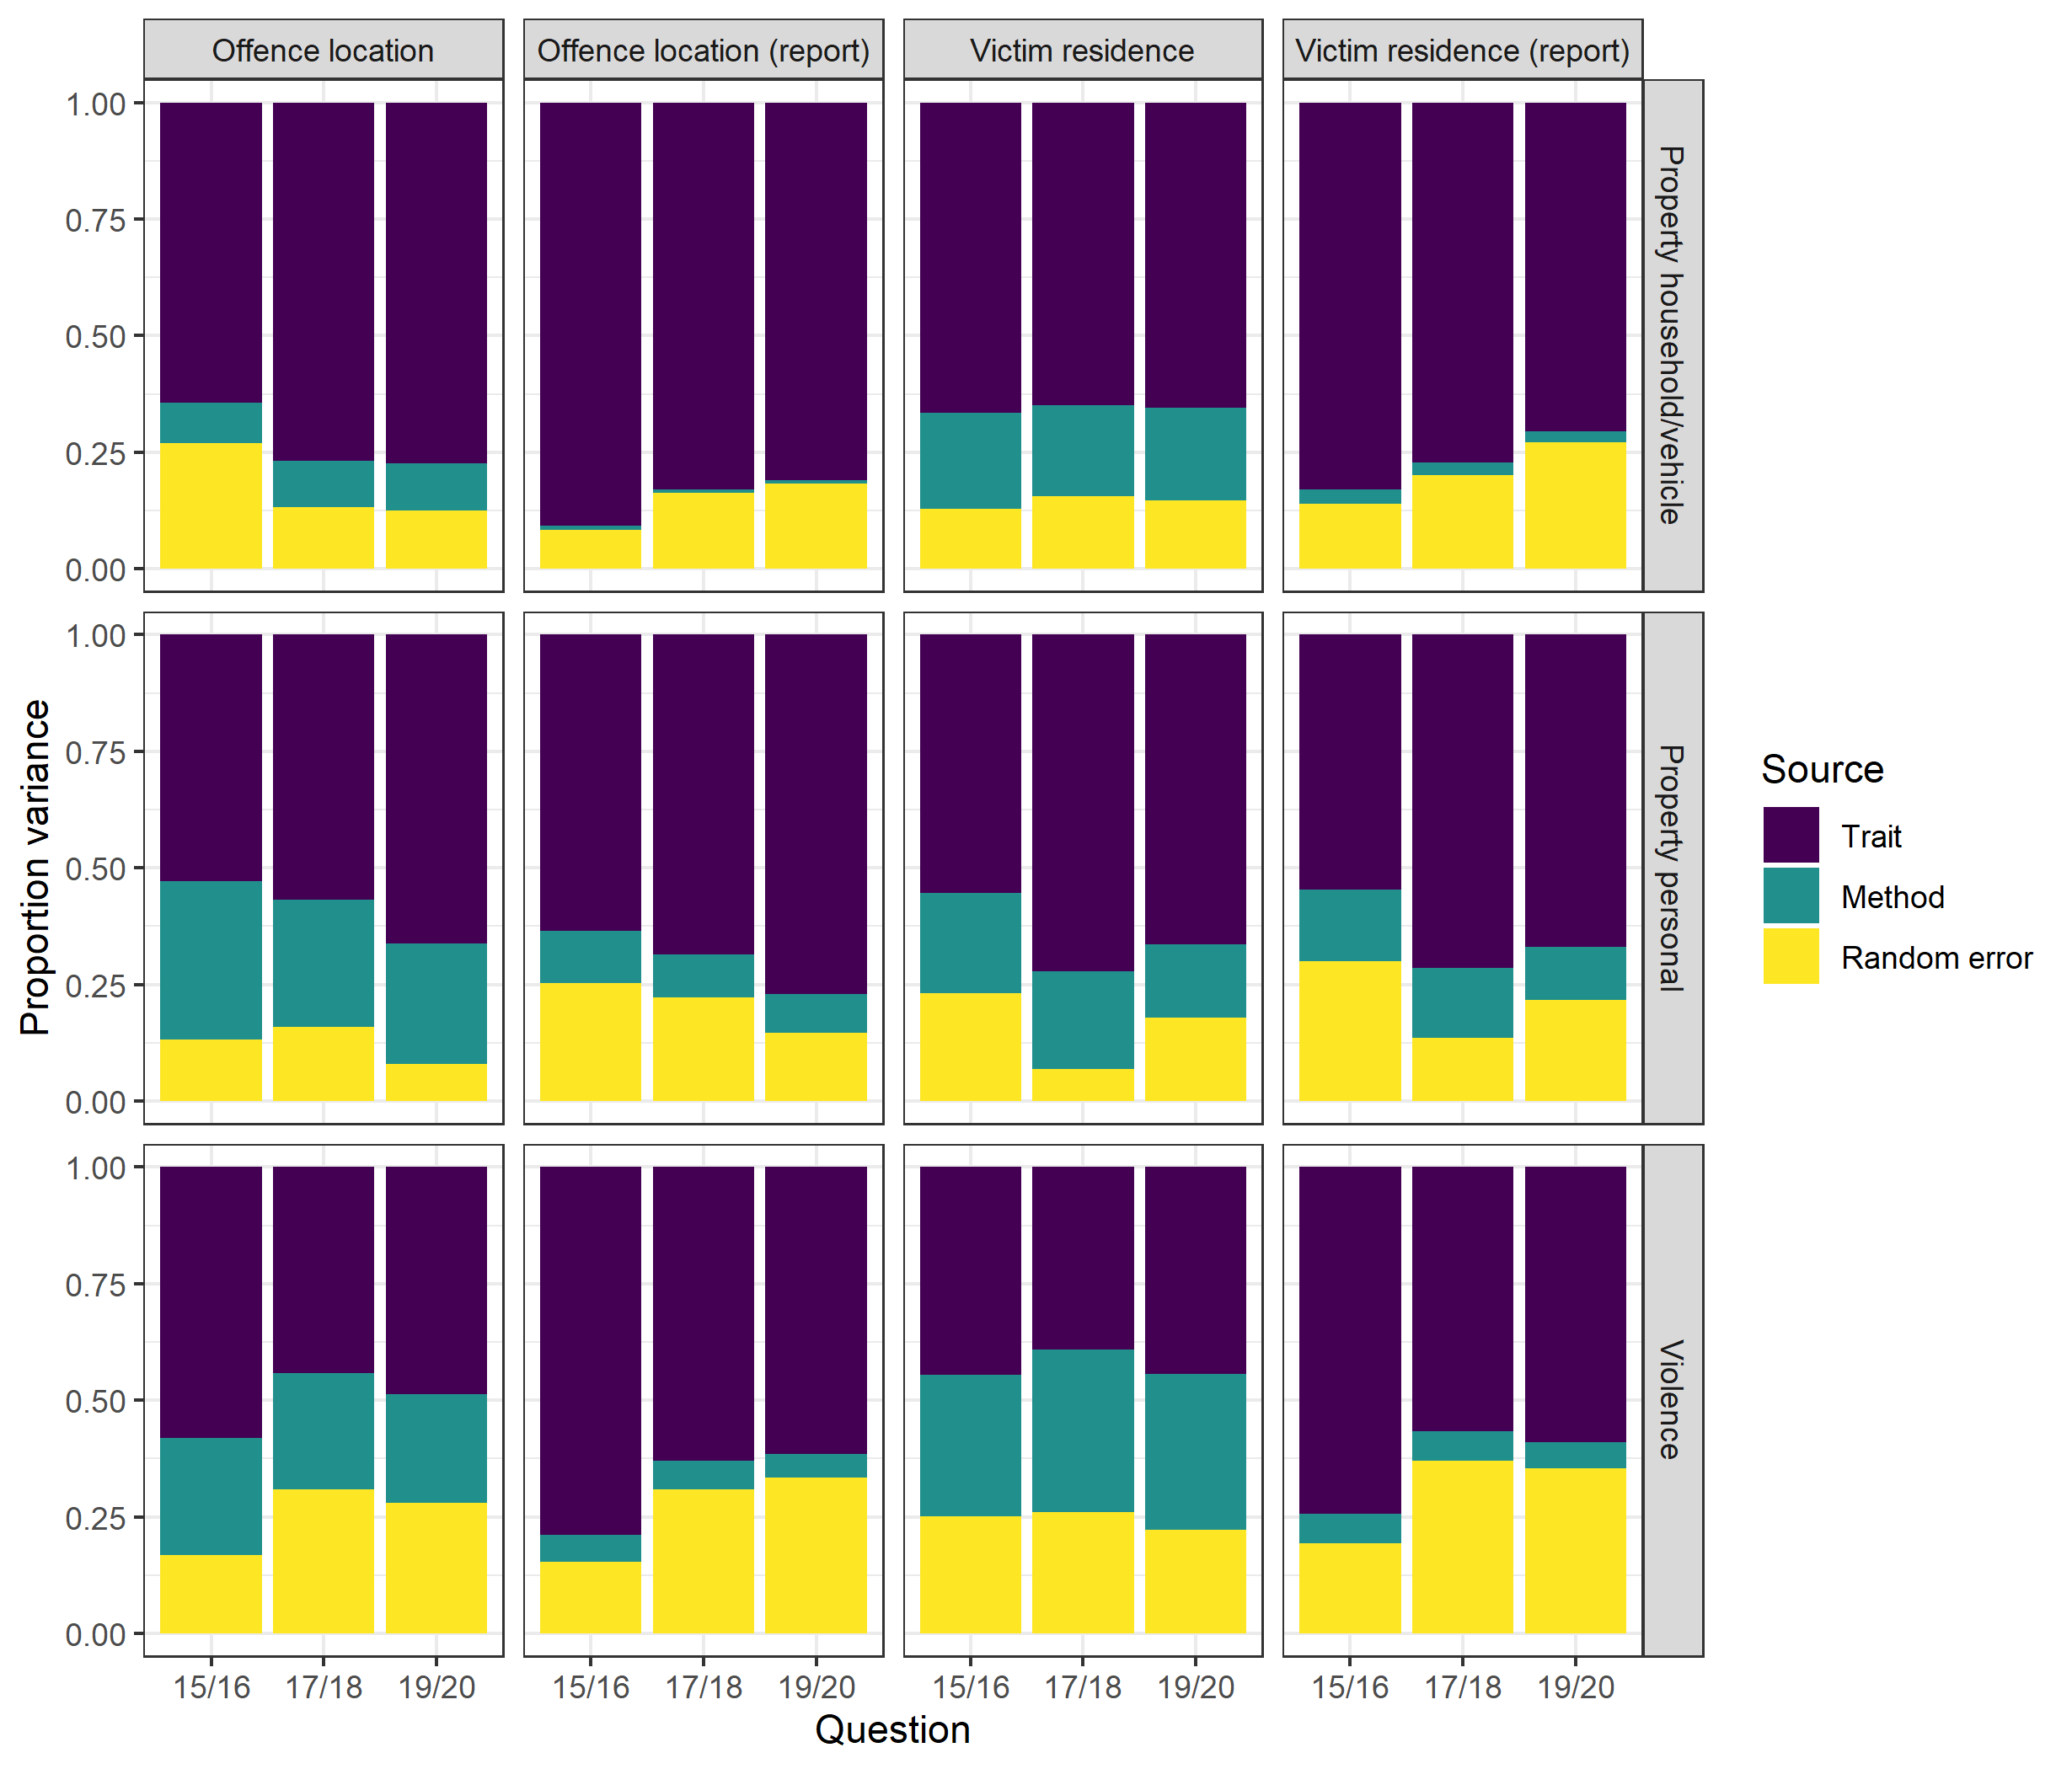 Offence location
Offence location (report)
Victim residence
Victim residence (report)
1.00
0.75
0.50
0.25
0.00
Property household/vehicle
1.00
0.75
0.50
0.25
0.00
Property personal
1.00
0.75
0.50
0.25
0.00
Violence
15/16 17/18 19/20
15/16 17/18 19/20
15/16 17/18 19/20
15/16 17/18 19/20
Question
Proportion variance
Source
Trait
Method
Random error